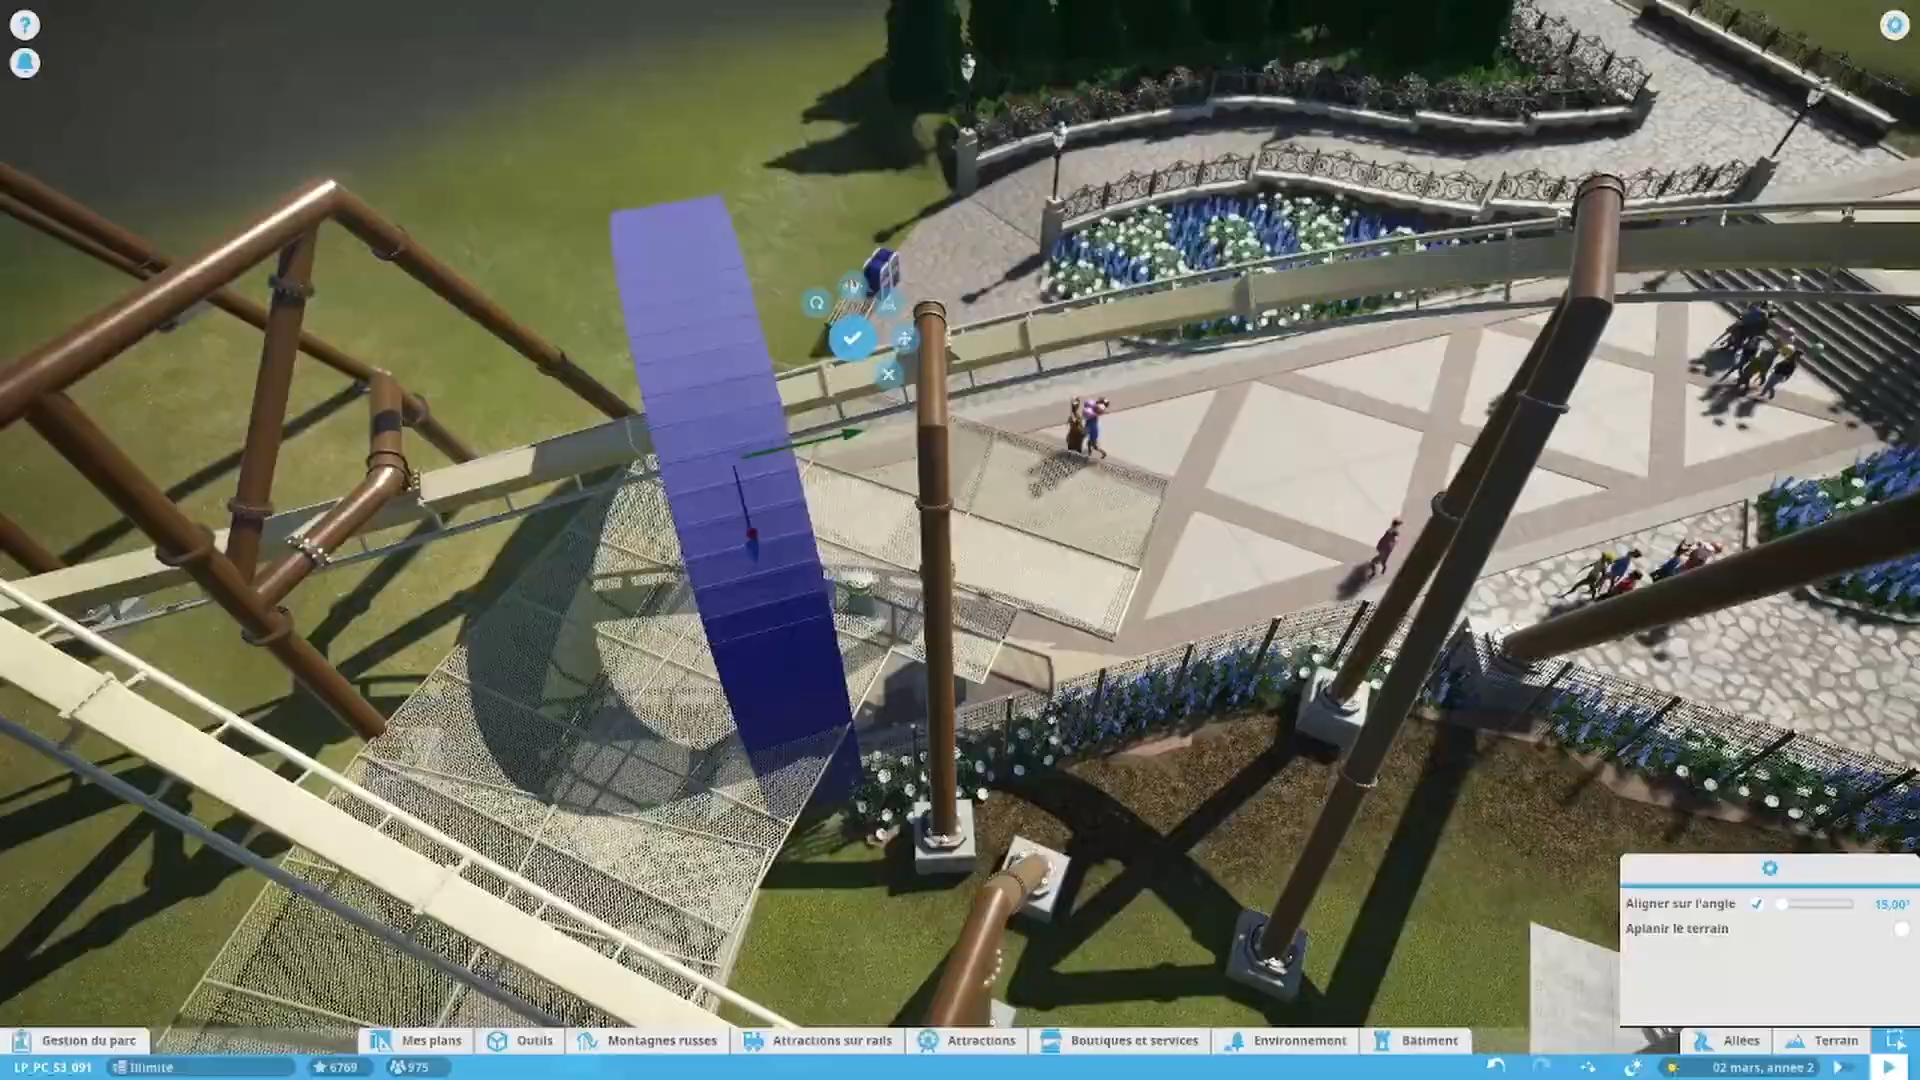 ?
Aligner sur l'angle 15,00°
Aplanir le terrain
Gestion du parc
Mes plans
Outils
Montagnes russes
Attractions sur rails
Attractions
Boutiques et services
Environnement
Bâtiment
Allées
Terrain
LP_PC_S3_091
Illimité
6769
975
02 mars, année 2